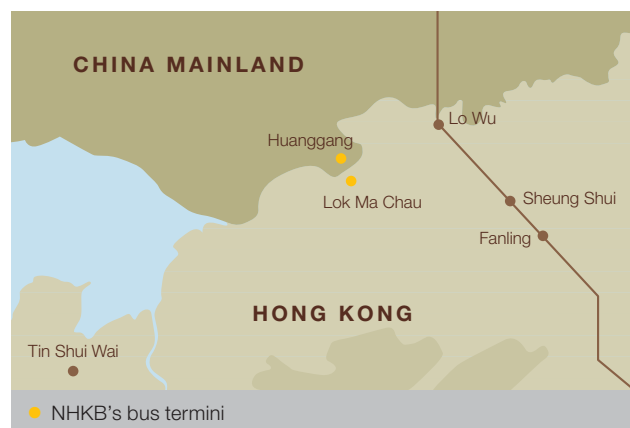 CHINA MAINLAND
Lo Wu
Huanggang
Lok Ma Chau
Sheung Shui
Fanling
HONG KONG
Tin Shui Wai
NHKB's bus termini